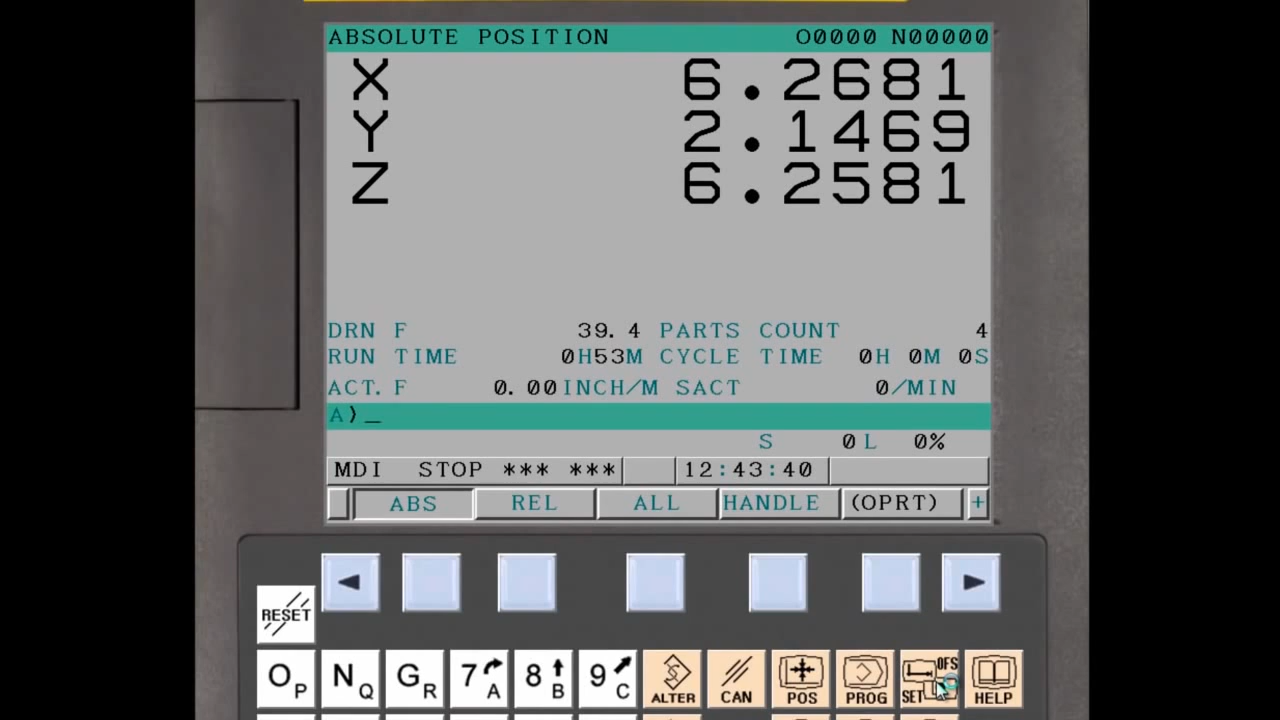 ABSOLUTE POSITION O0000 N00000
X 6.2681
Y 2.1469
Z 6.2581
DRN F 39.4 PARTS COUNT 4
RUN TIME 0H53M CYCLE TIME 0H 0M 0S
ACT.F 0.00INCH/M SACT 0/MIN
A)_
S 0 L 0%
MDI STOP *** *** 12:43:40
ABS REL ALL HANDLE (OPRT) +
RESET
OP NQ GR 7A 8B 9C ALTER CAN POS PROG OFS SET HELP